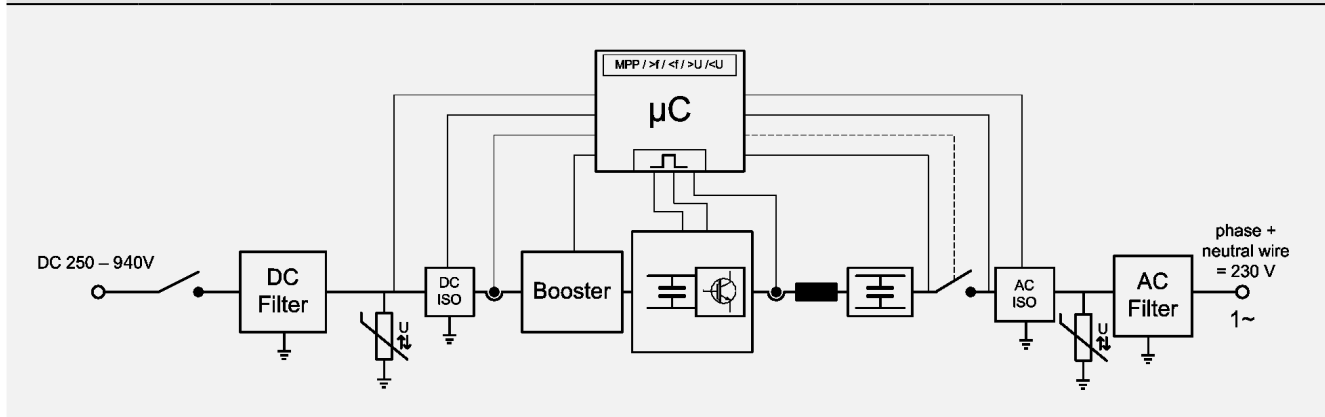 MPP / >f / <f / >U / <U
µC
DC 250 – 940V
DC
Filter
U
DC
ISO
Booster
AC
ISO
U
AC
Filter
phase +
neutral wire
= 230 V
1~